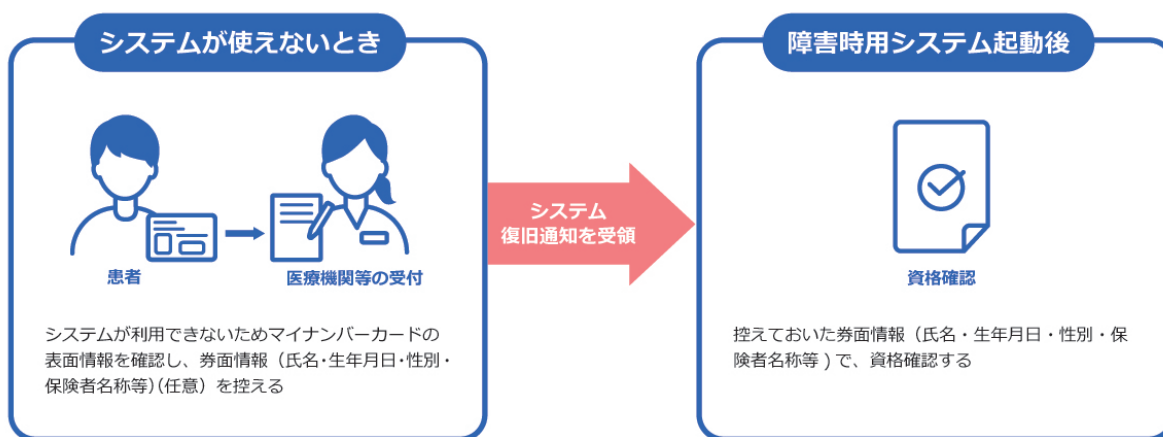 システムが使えないとき
患者
医療機関等の受付
システムが利用できないためマイナンバーカードの
表面情報を確認し、券面情報（氏名・生年月日・性別・
保険者名称等）（任意）を控える
システム
復旧通知を受領
障害時用システム起動後
資格確認
控えておいた券面情報（氏名・生年月日・性別・保
険者名称等 ) で、資格確認する